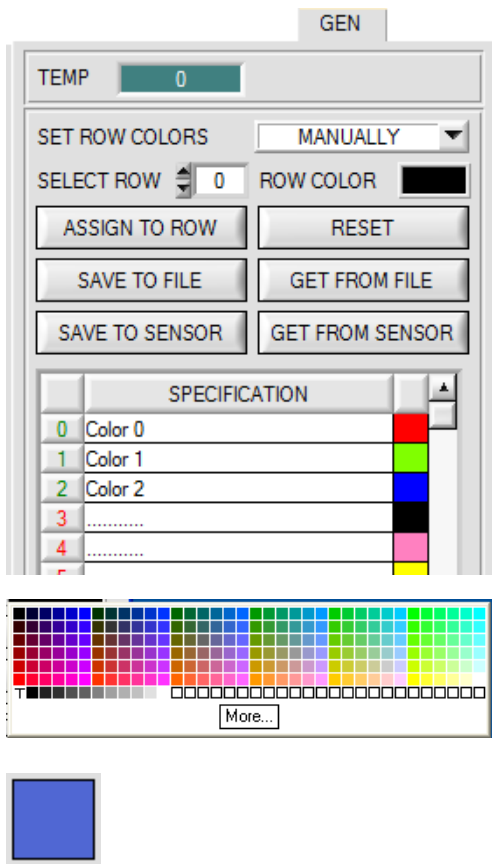 GEN
TEMP 0
SET ROW COLORS MANUALLY
SELECT ROW 0 ROW COLOR
ASSIGN TO ROW RESET
SAVE TO FILE GET FROM FILE
SAVE TO SENSOR GET FROM SENSOR
SPECIFICATION
0 Color 0
1 Color 1
2 Color 2
3 ...........
4 ...........
T
More...